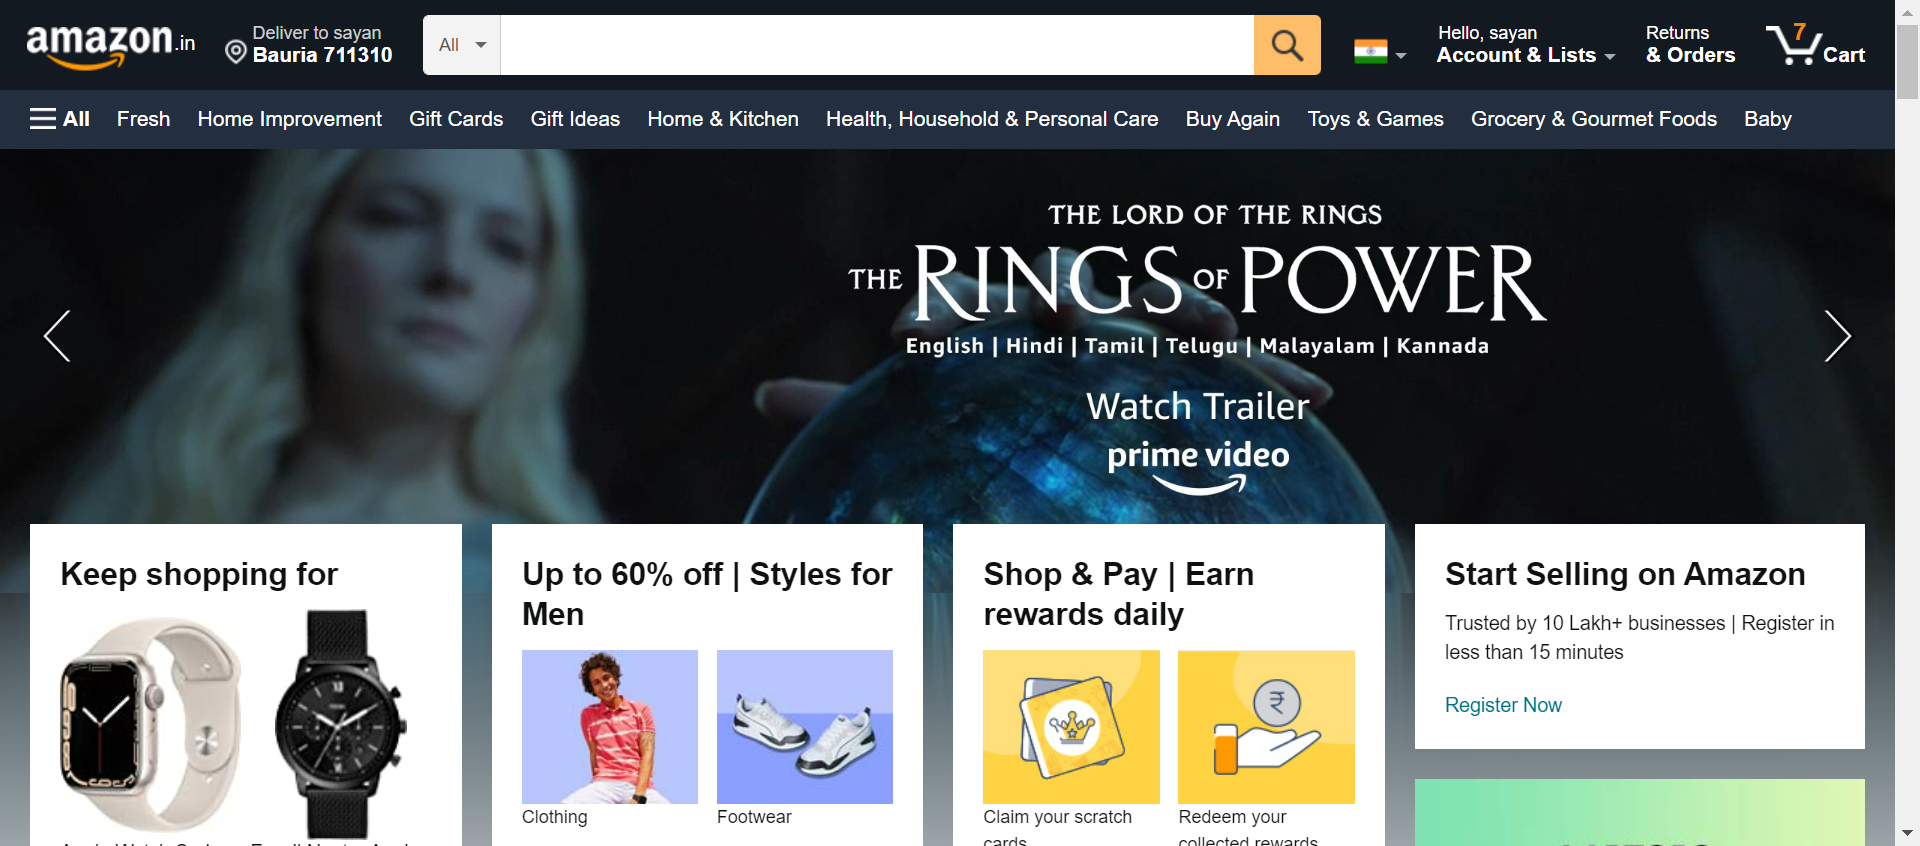 amazon.in
Deliver to sayan
Bauria 711310
All
Hello, sayan
Account & Lists
Returns
& Orders
7
Cart
All Fresh Home Improvement Gift Cards Gift Ideas Home & Kitchen Health, Household & Personal Care Buy Again Toys & Games Grocery & Gourmet Foods Baby
THE LORD OF THE RINGS
THE RINGS OF POWER
English | Hindi | Tamil | Telugu | Malayalam | Kannada
Watch Trailer
prime video
Keep shopping for
Up to 60% off | Styles for
Men
Clothing
Footwear
Shop & Pay | Earn
rewards daily
₹
Claim your scratch
cards
Redeem your
collected rewards
Start Selling on Amazon
Trusted by 10 Lakh+ businesses | Register in
less than 15 minutes
Register Now